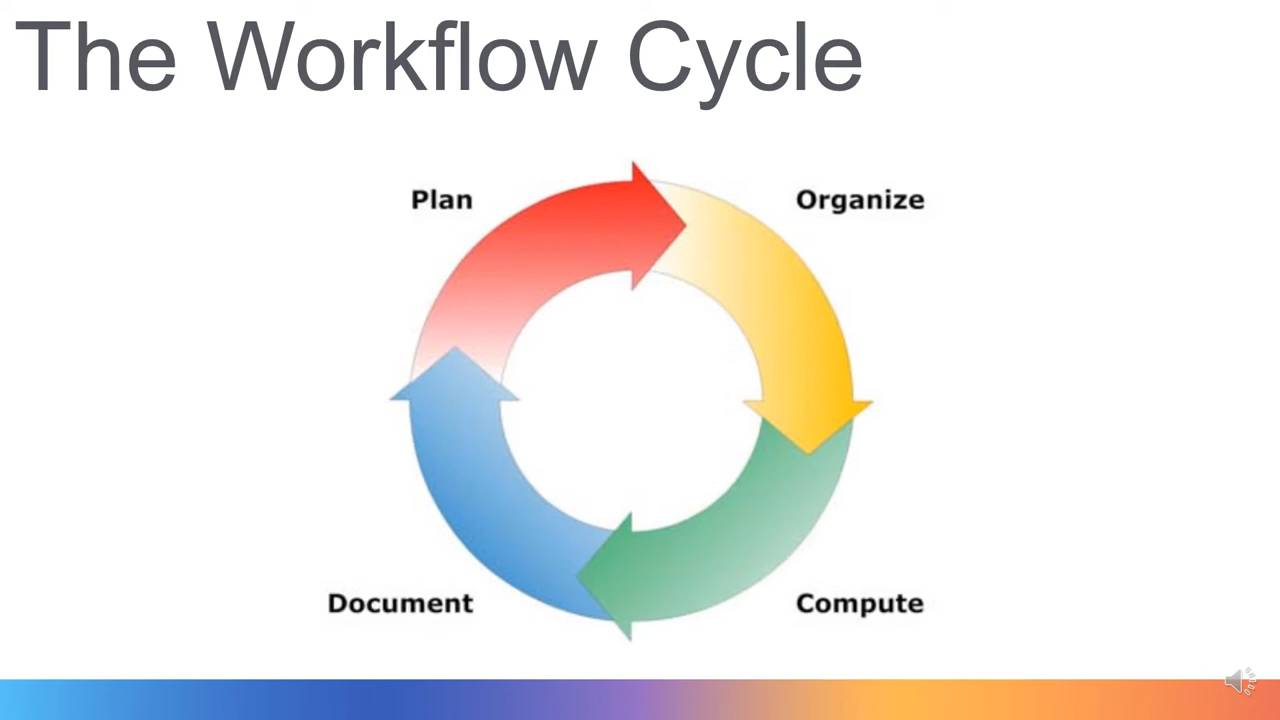 The Workflow Cycle
Plan
Organize
Document
Compute